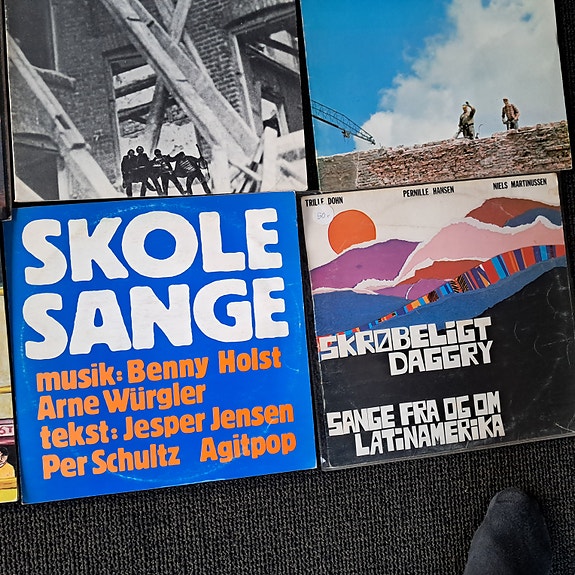 SKOLE
SANGE
musik: Benny Holst
Arne Würgler
tekst: Jesper Jensen
Per Schultz Agitpop
TRILLE DOHN PERNILLE HANSEN NIELS MARTINUSSEN
SKRØBELIGT
DAGGRY
SANGE FRA OG OM
LATINAMERIKA